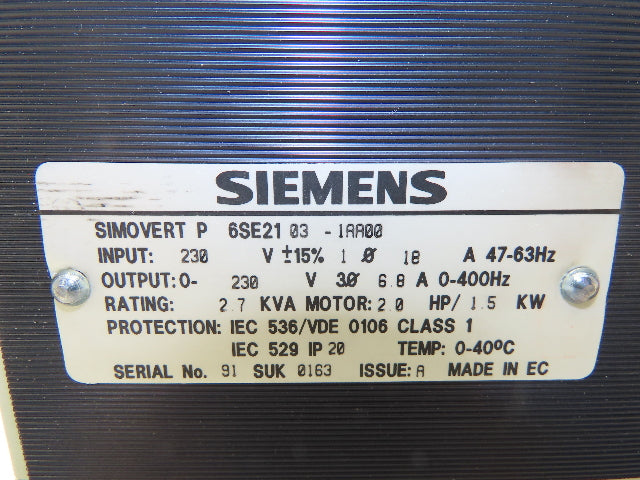 SIEMENS
SIMOVERT P 6SE21 03 -1AA00
INPUT: 230 V ±15% 1 Ø 18 A 47-63Hz
OUTPUT: 0- 230 V 3Ø 6.8 A 0-400Hz
RATING: 2.7 KVA MOTOR: 2.0 HP/ 1.5 KW
PROTECTION: IEC 536/VDE 0106 CLASS 1
IEC 529 IP 20 TEMP: 0-40ºC
SERIAL No. 91 SUK 0163 ISSUE: A MADE IN EC